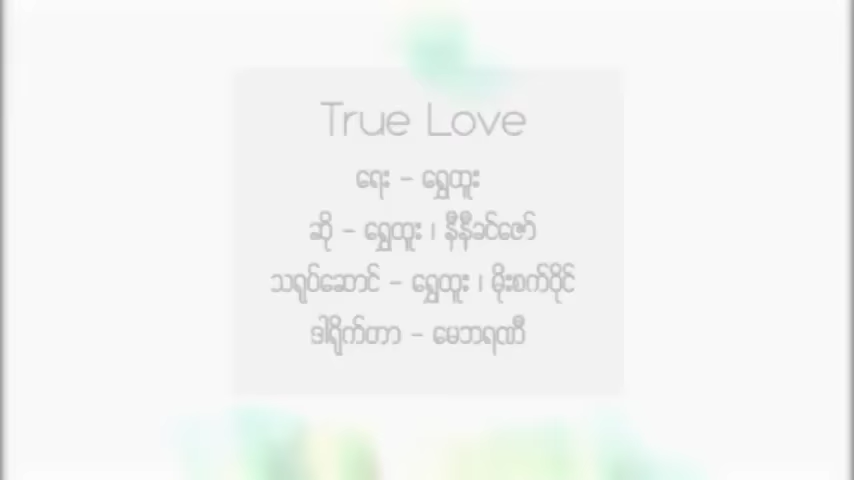 True Love
ရေး - ရွှေထူး
ဆို - ရွှေထူး ၊ နီနီခင်ဇော်
သရုပ်ဆောင် - ရွှေထူး ၊ မိုးစက်ဝိုင်
ဒါရိုက်တာ - မေဘရဏီ